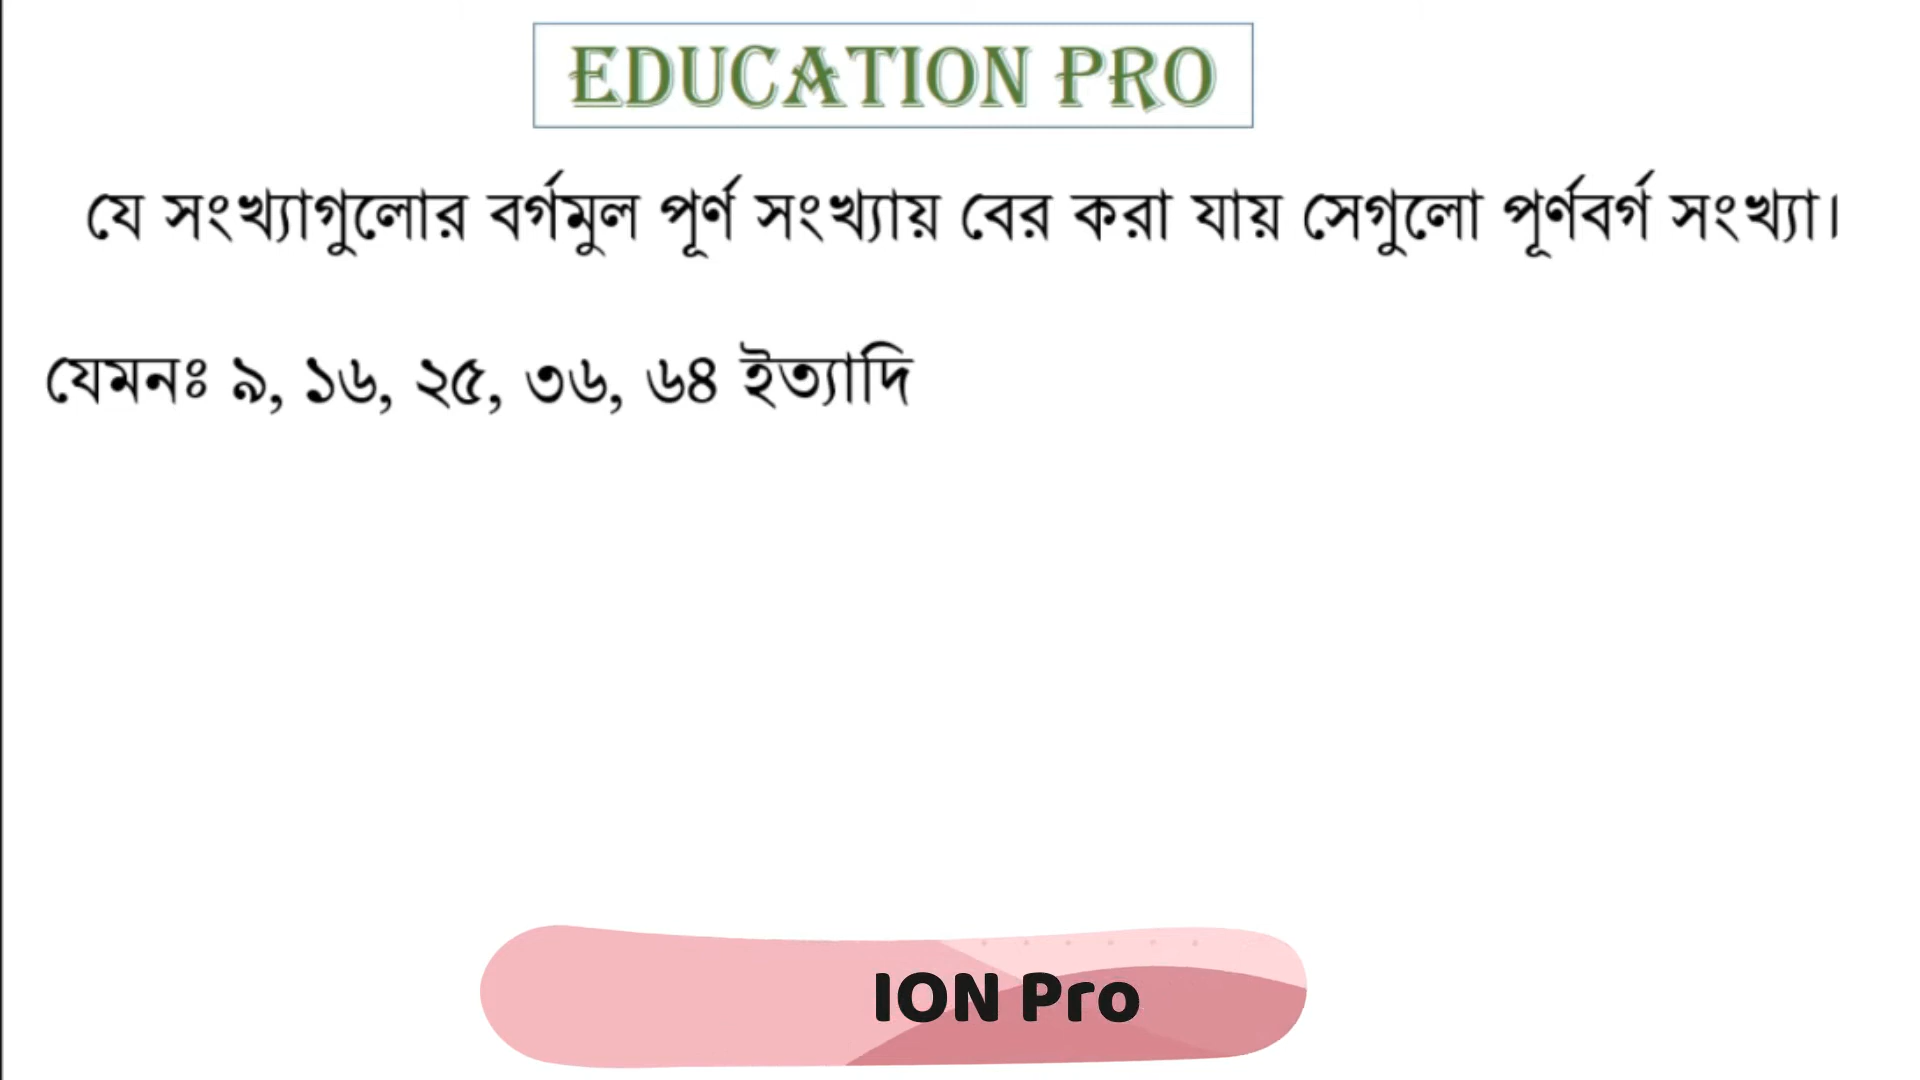 EDUCATION PRO
যে সংখ্যাগুলোর বর্গমুল পূর্ণ সংখ্যায় বের করা যায় সেগুলো পূর্ণবর্গ সংখ্যা।
যেমনঃ ৯, ১৬, ২৫, ৩৬, ৬৪ ইত্যাদি
ION Pro